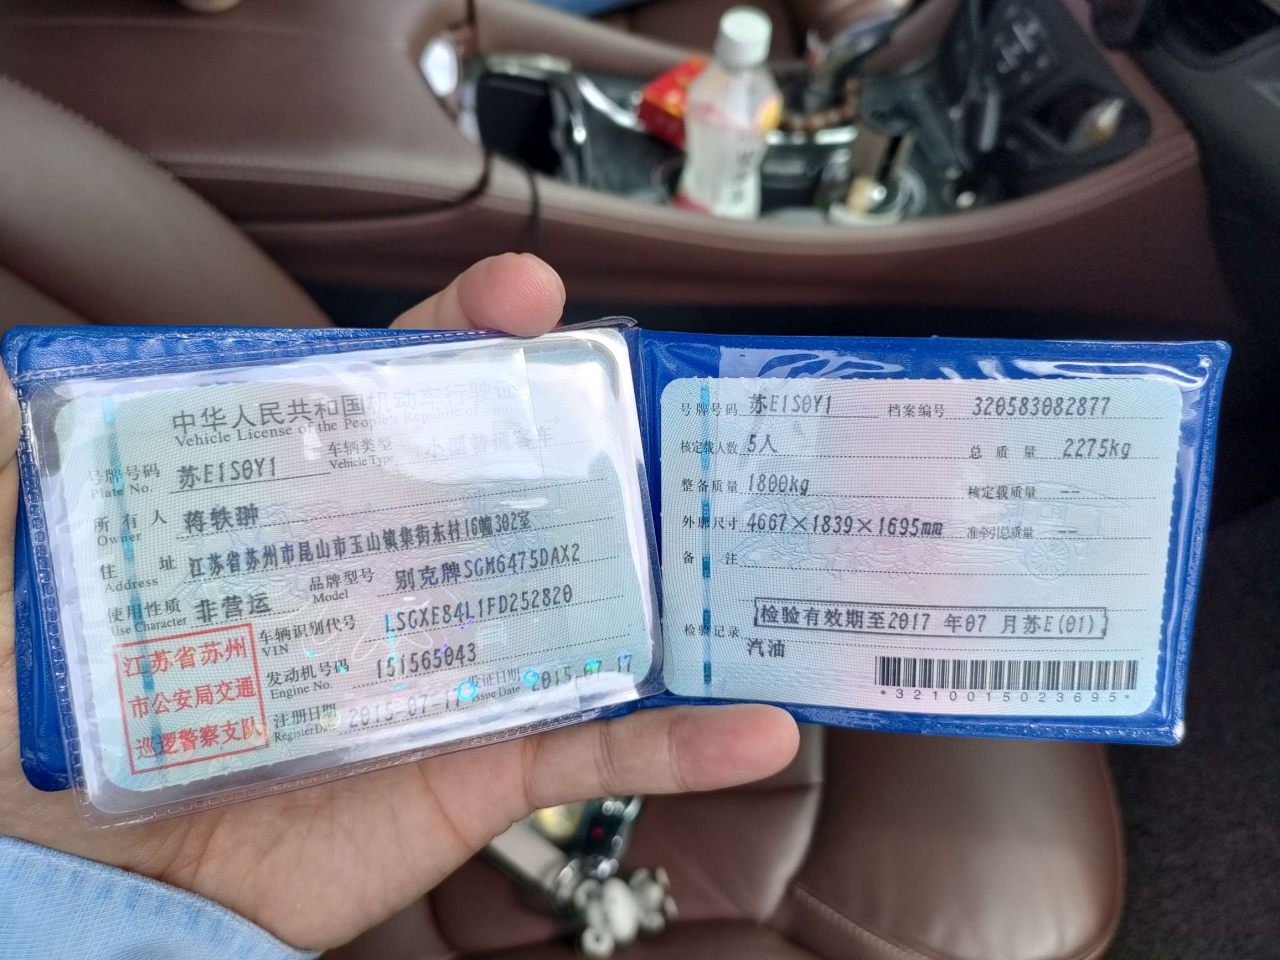 中华人民共和国机动车行驶证
Vehicle License of the People's Republic of China
号牌号码 苏E1S0Y1 车辆类型 小型普通客车
Plate No. Vehicle Type
所有人 蒋轶翀
Owner
住址 江苏省苏州市昆山市玉山镇集街东村16幢302室
Address
使用性质 非营运 品牌型号 别克牌SGM6475DAX2
Use Character Model
江苏省苏州
市公安局交通
巡逻警察支队
车辆识别代号 LSGXE84L1FD252820
VIN
发动机号码 151565043
Engine No.
注册日期 2015-07-17 发证日期 2015-07-17
Register Date Issue Date
号牌号码 苏E1S0Y1 档案编号 320583082877
核定载人数 5人 总质量 2275kg
整备质量 1800kg 核定载质量 --
外廓尺寸 4667×1839×1695mm 准牵引总质量 --
备注
检验有效期至2017年07月苏E(01)
检验记录
汽油
*3210015023695*